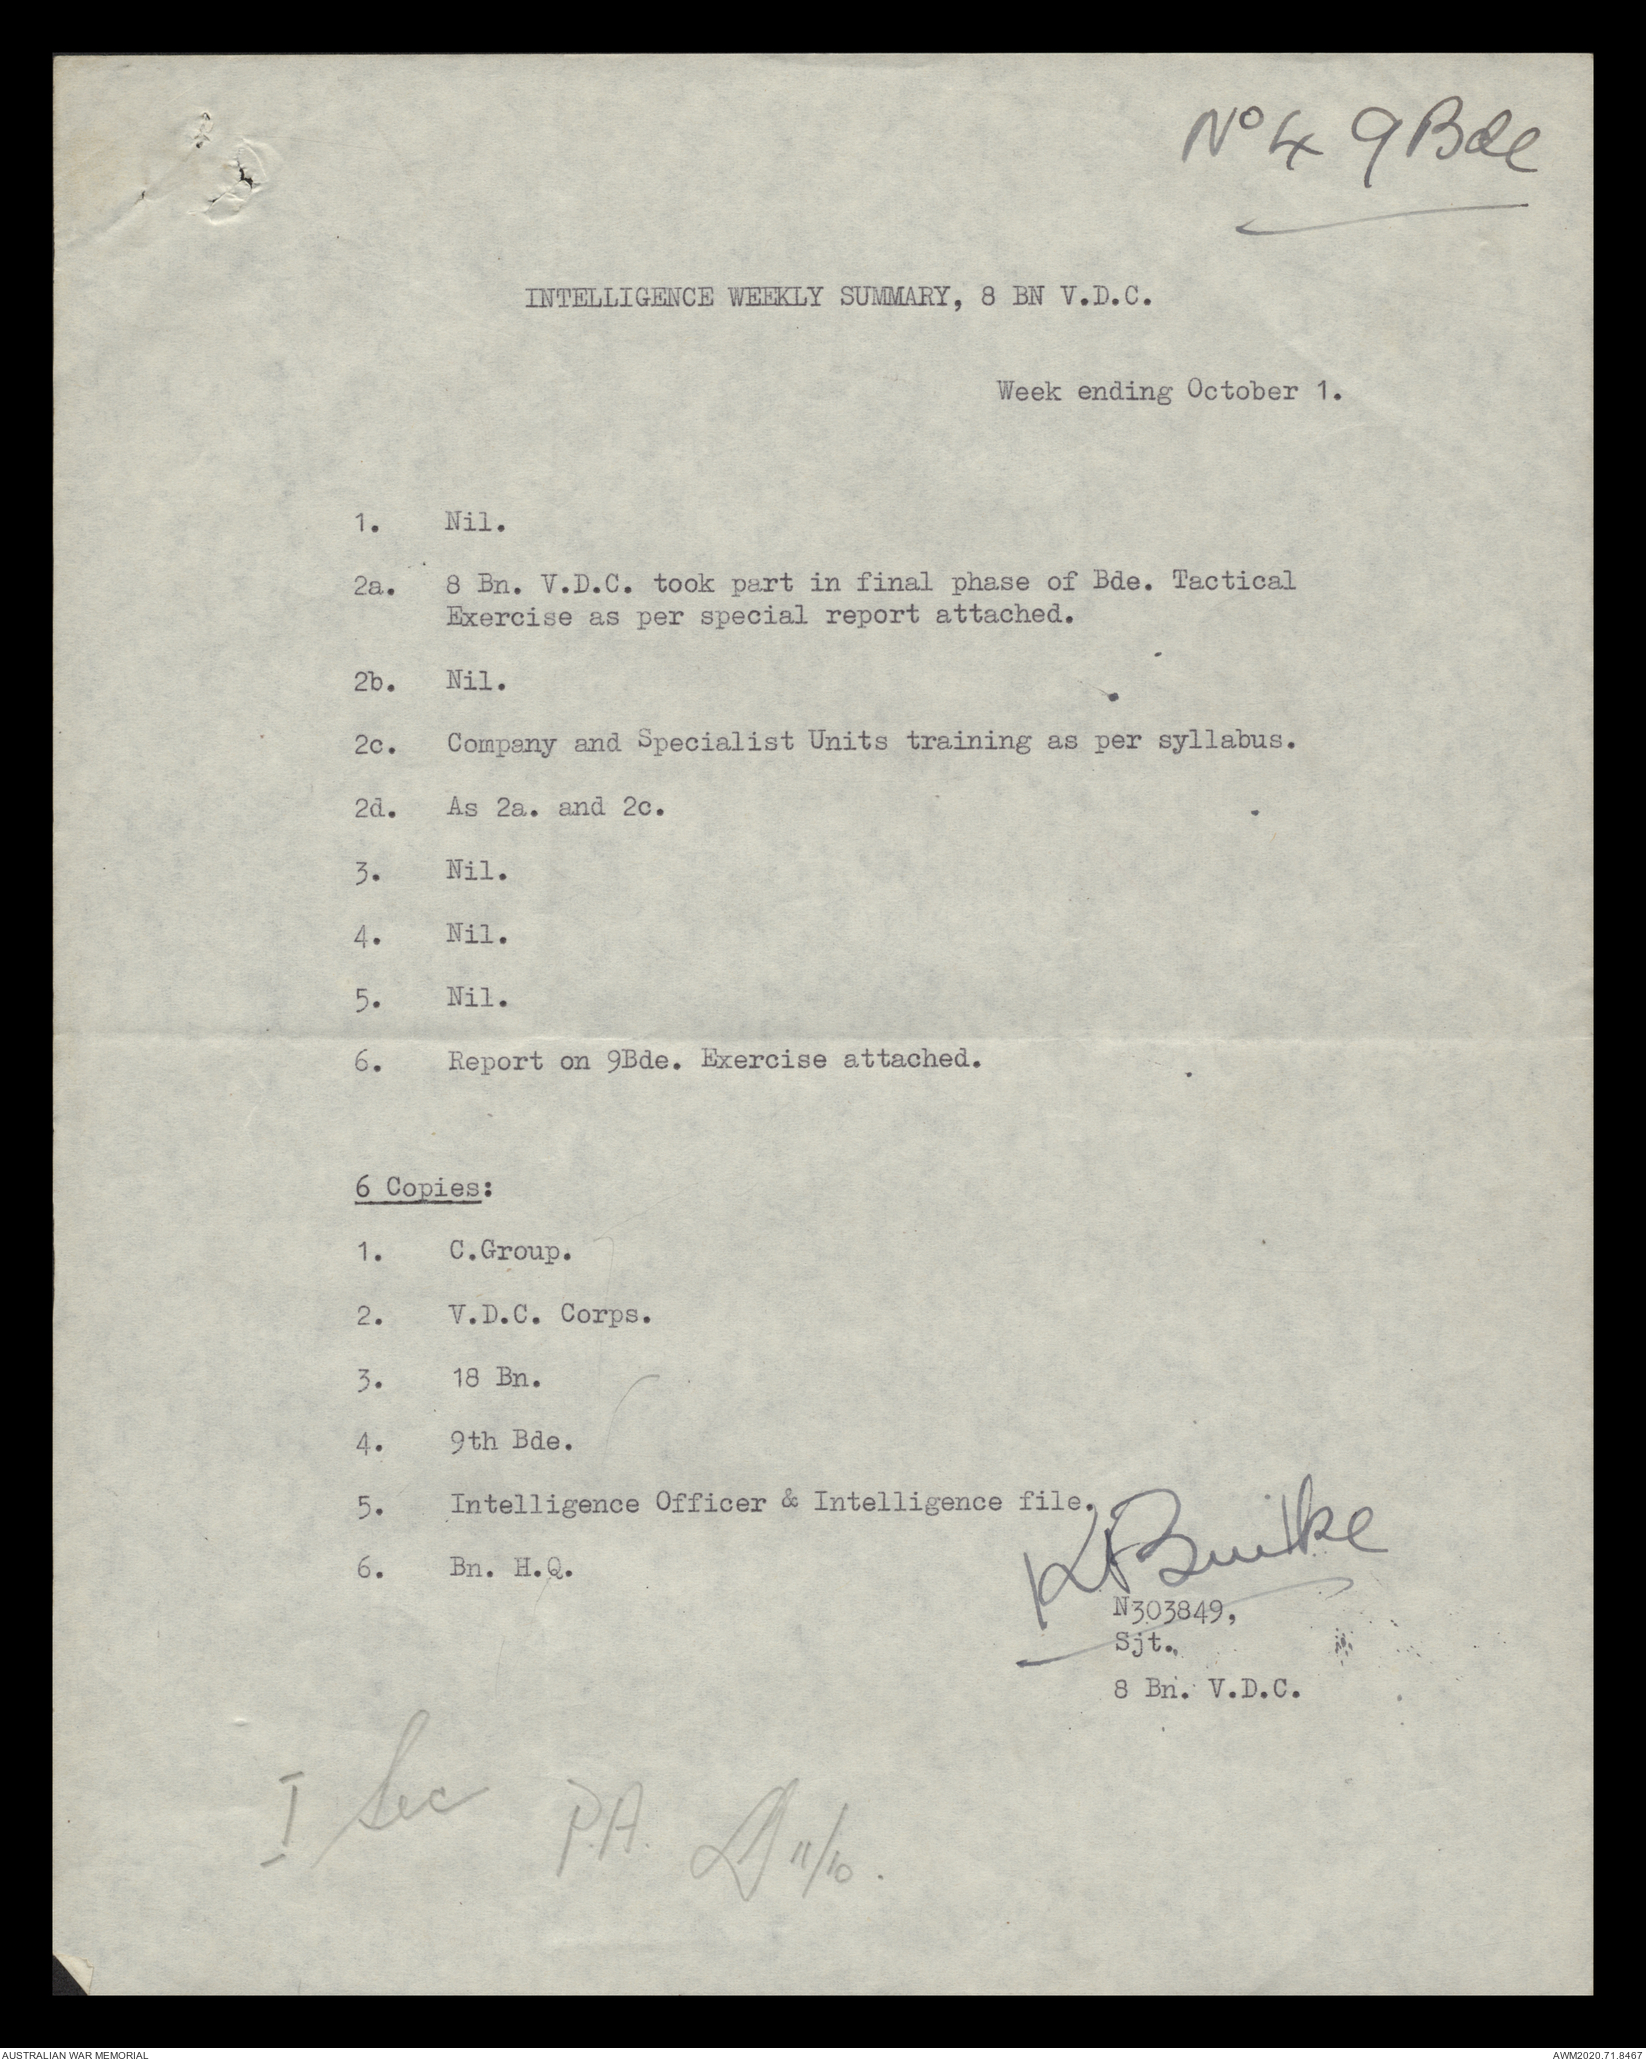 No 4 9 Bde
INTELLIGENCE WEEKLY SUMMARY, 8 BN V.D.C.
Week ending October 1.
1. Nil.
2a. 8 Bn. V.D.C. took part in final phase of Bde. Tactical
Exercise as per special report attached.
2b. Nil.
2c. Company and Specialist Units training as per syllabus.
2d. As 2a. and 2c.
3. Nil.
4. Nil.
5. Nil.
6. Report on 9Bde. Exercise attached.
6 Copies:
1. C.Group.
2. V.D.C. Corps.
3. 18 Bn.
4. 9th Bde.
5. Intelligence Officer & Intelligence file.
6. Bn. H.Q.
N303849,
Sjt.,
8 Bn. V.D.C.
I Sec P.A. 11/10.
AUSTRALIAN WAR MEMORIAL
AWM2020.71.8467